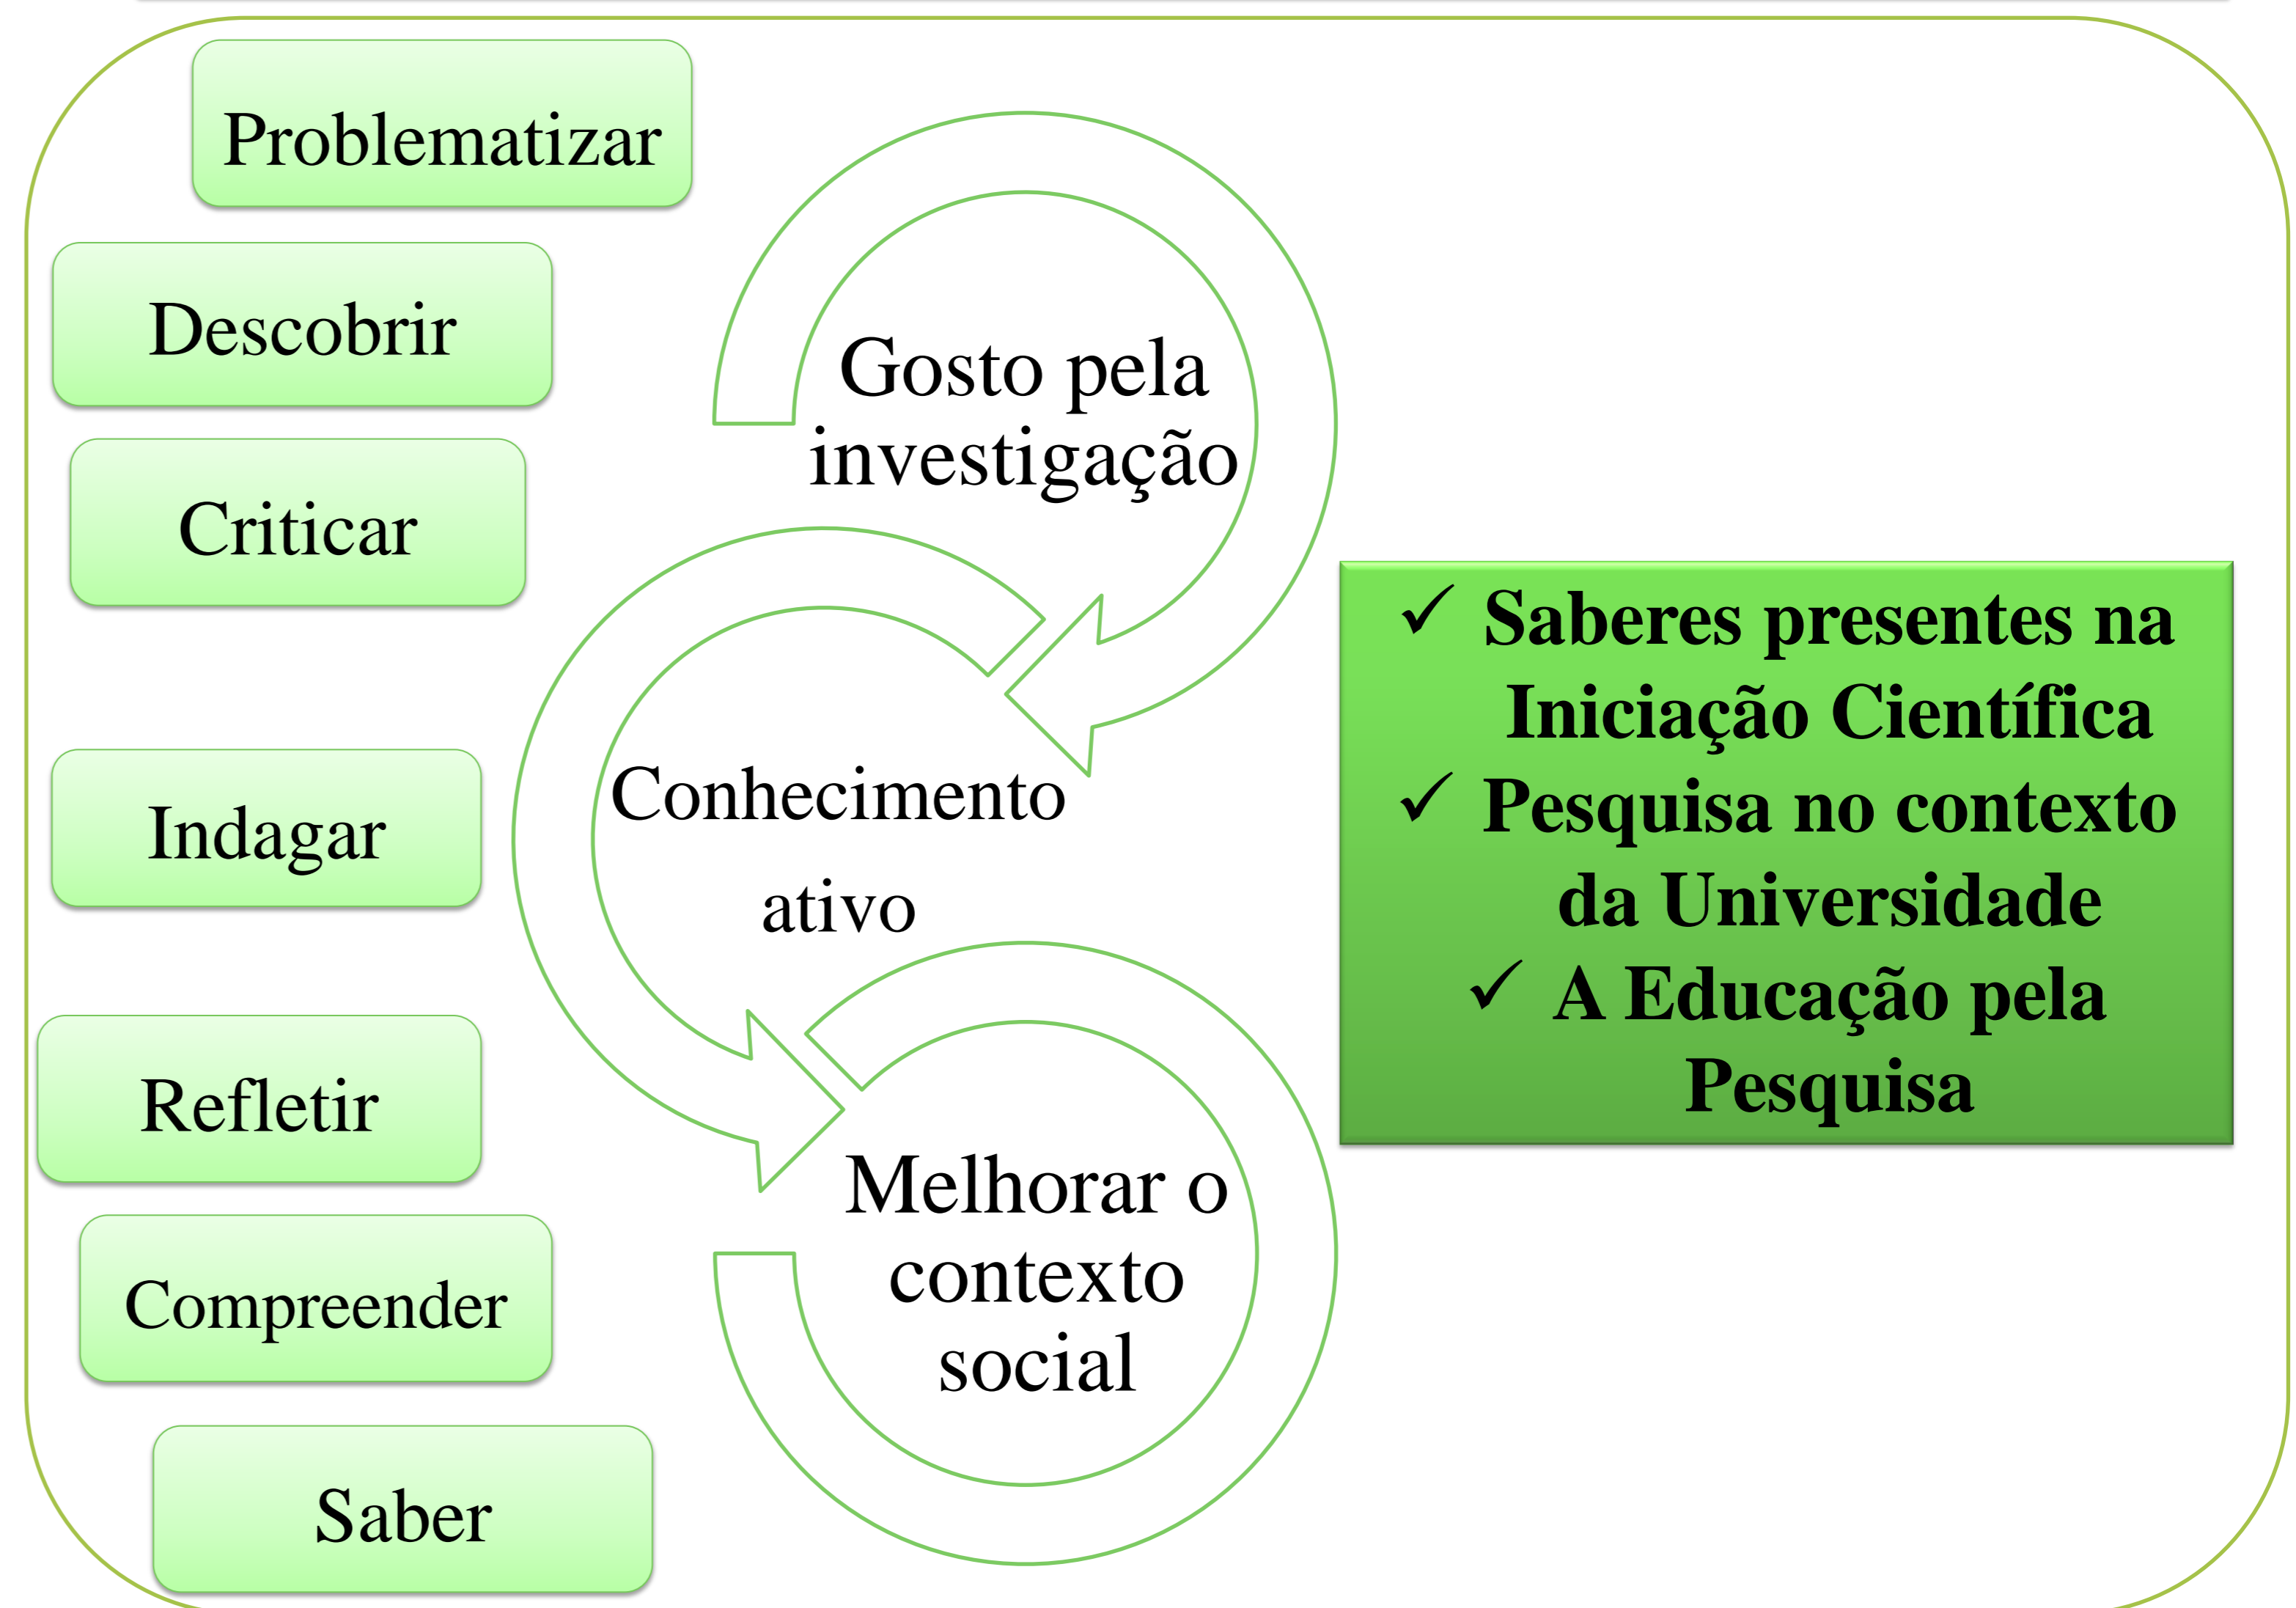 Problematizar
Descobrir
Criticar
Indagar
Refletir
Compreender
Saber
Gosto pela
investigação
Conhecimento
ativo
Melhorar o
contexto
social
✓ Saberes presentes na
Iniciação Científica
✓ Pesquisa no contexto
da Universidade
✓ A Educação pela
Pesquisa